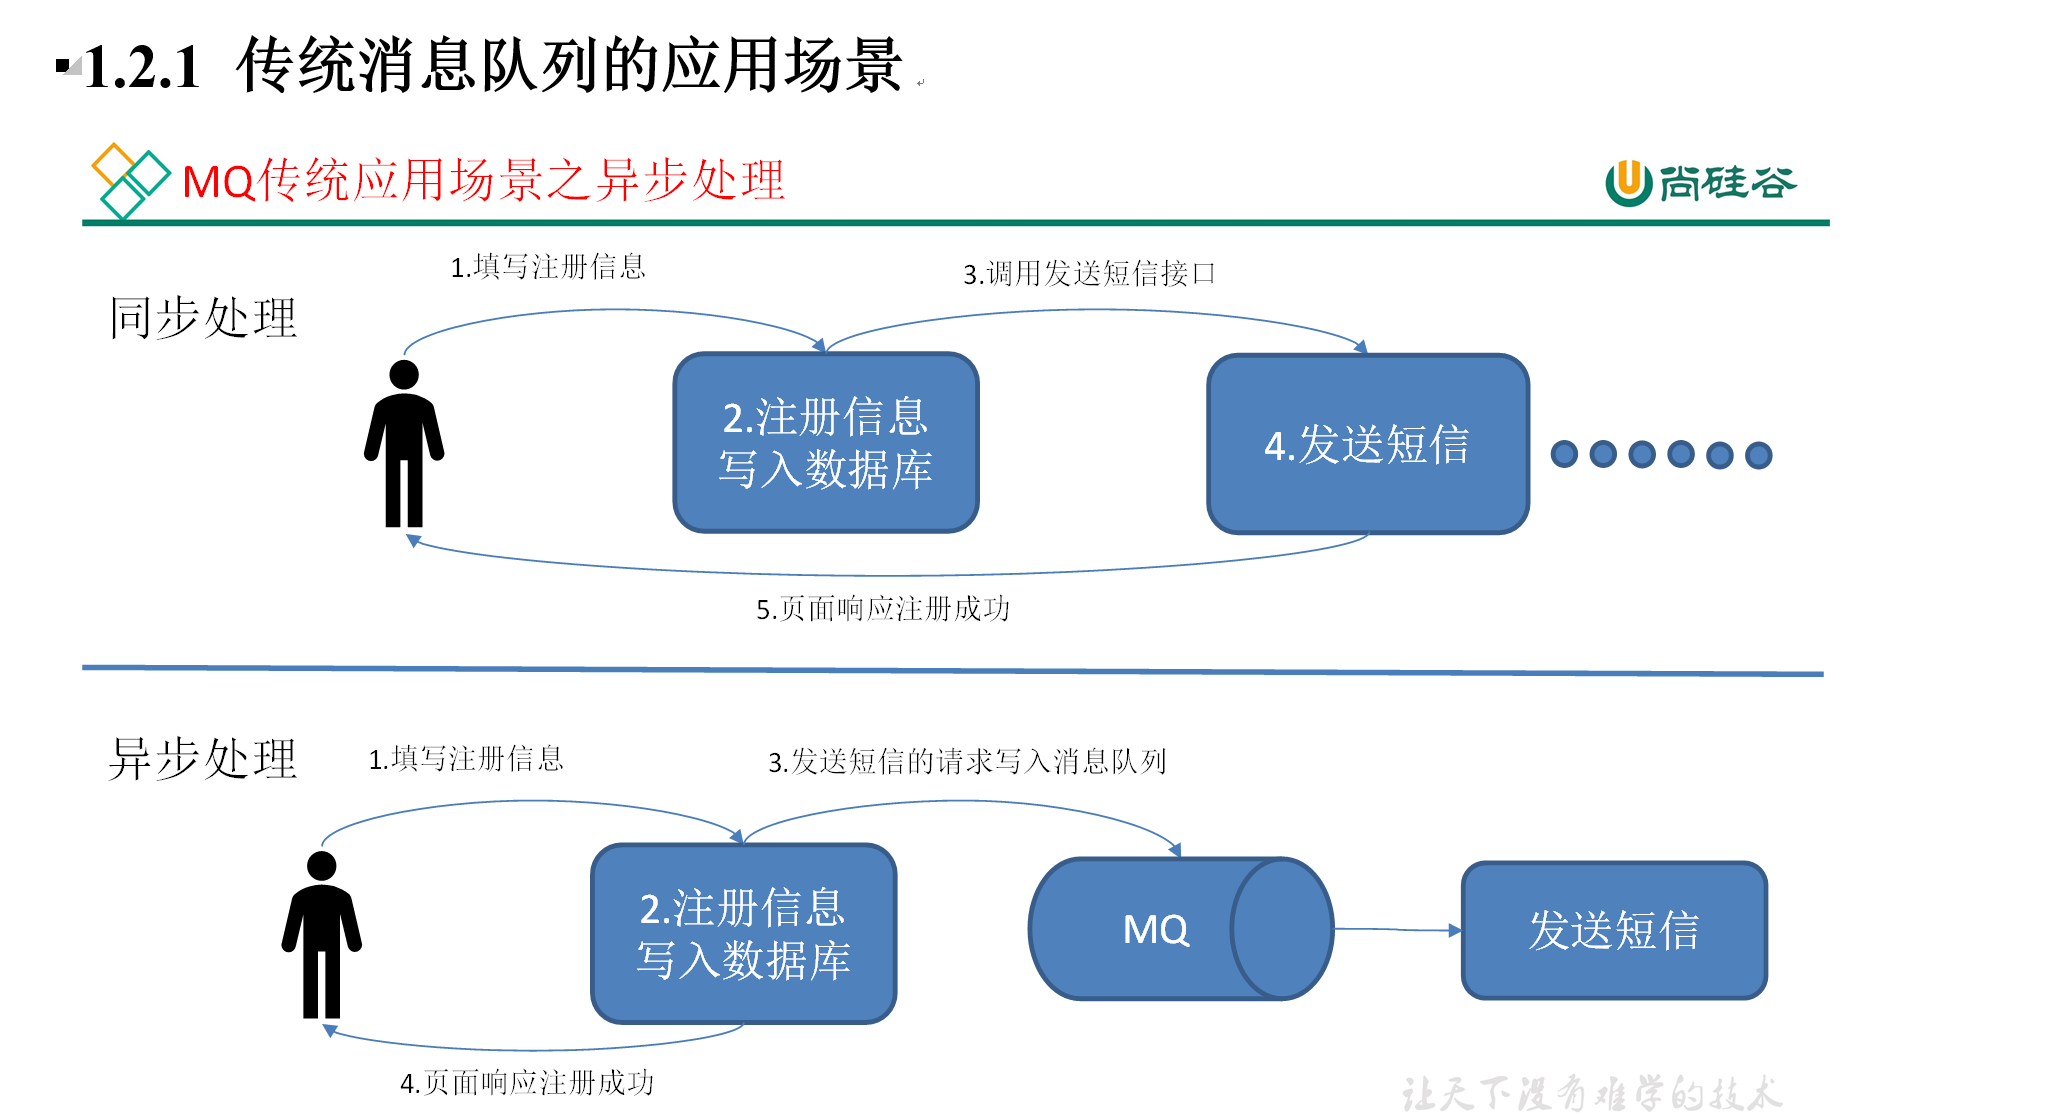 1.2.1 传统消息队列的应用场景
MQ传统应用场景之异步处理
尚硅谷
同步处理
1.填写注册信息
3.调用发送短信接口
2.注册信息
写入数据库
4.发送短信
5.页面响应注册成功
异步处理
1.填写注册信息
3.发送短信的请求写入消息队列
2.注册信息
写入数据库
MQ
发送短信
4.页面响应注册成功
让天下没有难学的技术